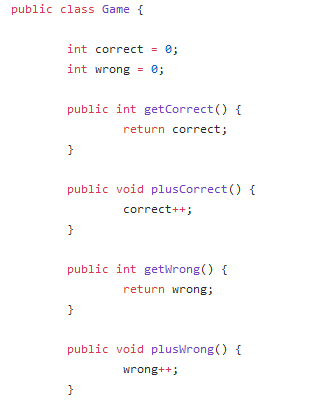 public class Game {
int correct = 0;
int wrong = 0;
public int getCorrect() {
return correct;
}
public void plusCorrect() {
correct++;
}
public int getWrong() {
return wrong;
}
public void plusWrong() {
wrong++;
}